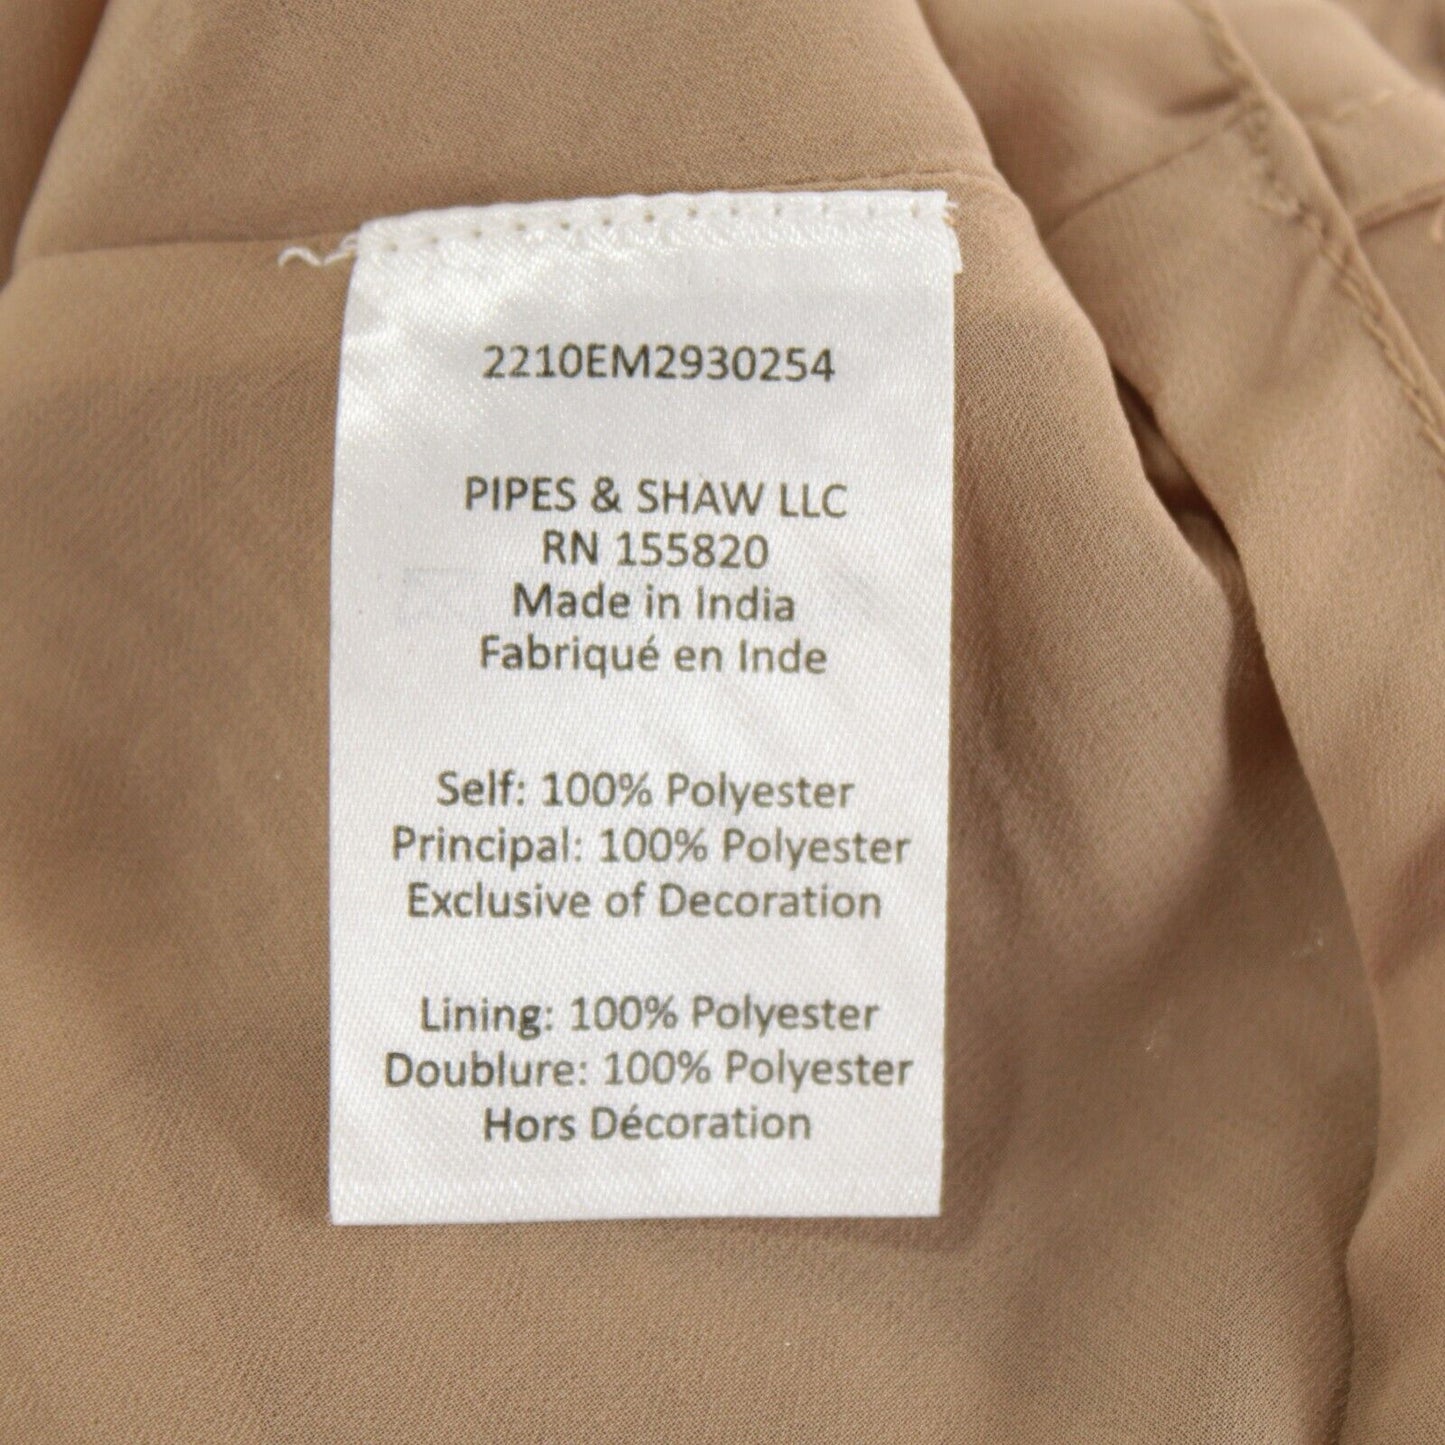 2210EM2930254
PIPES & SHAW LLC
RN 155820
Made in India
Fabriqué en Inde
Self: 100% Polyester
Principal: 100% Polyester
Exclusive of Decoration
Lining: 100% Polyester
Doublure: 100% Polyester
Hors Décoration